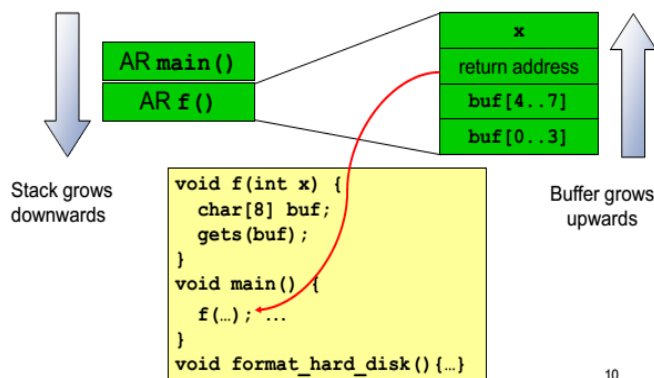 AR main()
AR f()
x
return address
buf[4..7]
buf[0..3]
Stack grows
downwards
Buffer grows
upwards
void f(int x) {
char[8] buf;
gets(buf);
}
void main() {
f(…); …
}
void format_hard_disk(){…}
10